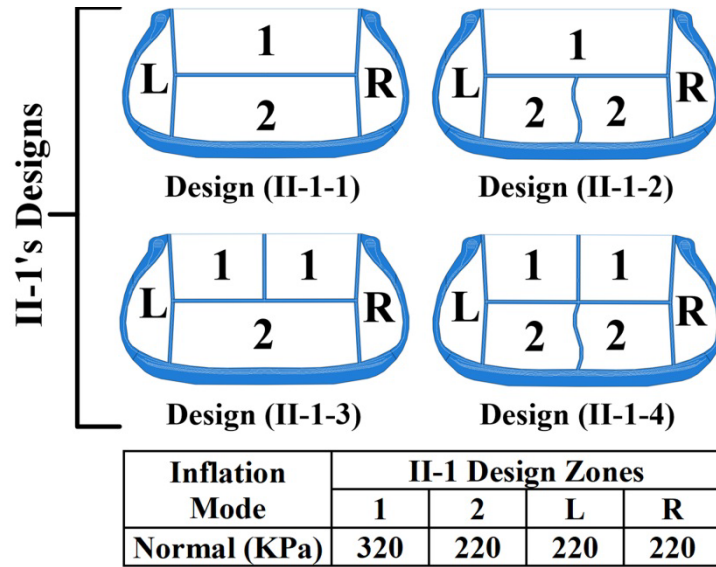 II-1's Designs
1
L
R
2
Design (II-1-1)
1
L
R
2 2
Design (II-1-2)
1 1
L
R
2
Design (II-1-3)
1 1
L
R
2 2
Design (II-1-4)
Inflation Mode II-1 Design Zones
1 2 L R
Normal (KPa) 320 220 220 220